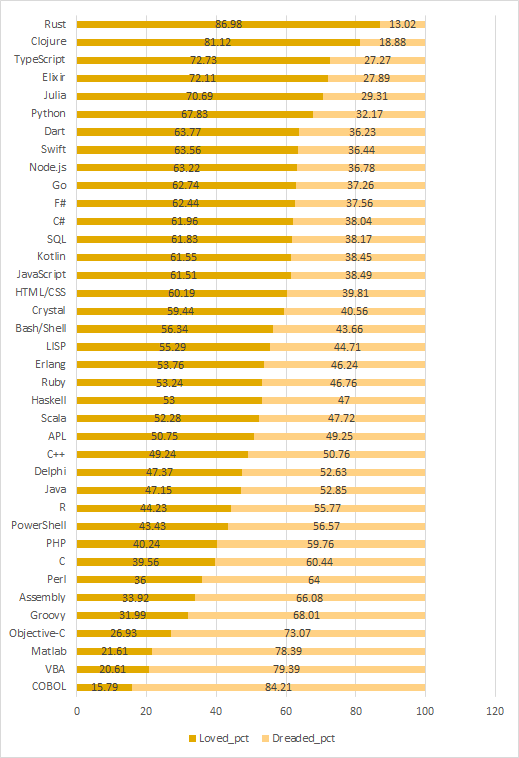 Rust 86.98 13.02
Clojure 81.12 18.88
TypeScript 72.73 27.27
Elixir 72.11 27.89
Julia 70.69 29.31
Python 67.83 32.17
Dart 63.77 36.23
Swift 63.56 36.44
Node.js 63.22 36.78
Go 62.74 37.26
F# 62.44 37.56
C# 61.96 38.04
SQL 61.83 38.17
Kotlin 61.55 38.45
JavaScript 61.51 38.49
HTML/CSS 60.19 39.81
Crystal 59.44 40.56
Bash/Shell 56.34 43.66
LISP 55.29 44.71
Erlang 53.76 46.24
Ruby 53.24 46.76
Haskell 53 47
Scala 52.28 47.72
APL 50.75 49.25
C++ 49.24 50.76
Delphi 47.37 52.63
Java 47.15 52.85
R 44.23 55.77
PowerShell 43.43 56.57
PHP 40.24 59.76
C 39.56 60.44
Perl 36 64
Assembly 33.92 66.08
Groovy 31.99 68.01
Objective-C 26.93 73.07
Matlab 21.61 78.39
VBA 20.61 79.39
COBOL 15.79 84.21
0 20 40 60 80 100 120
Loved_pct Dreaded_pct